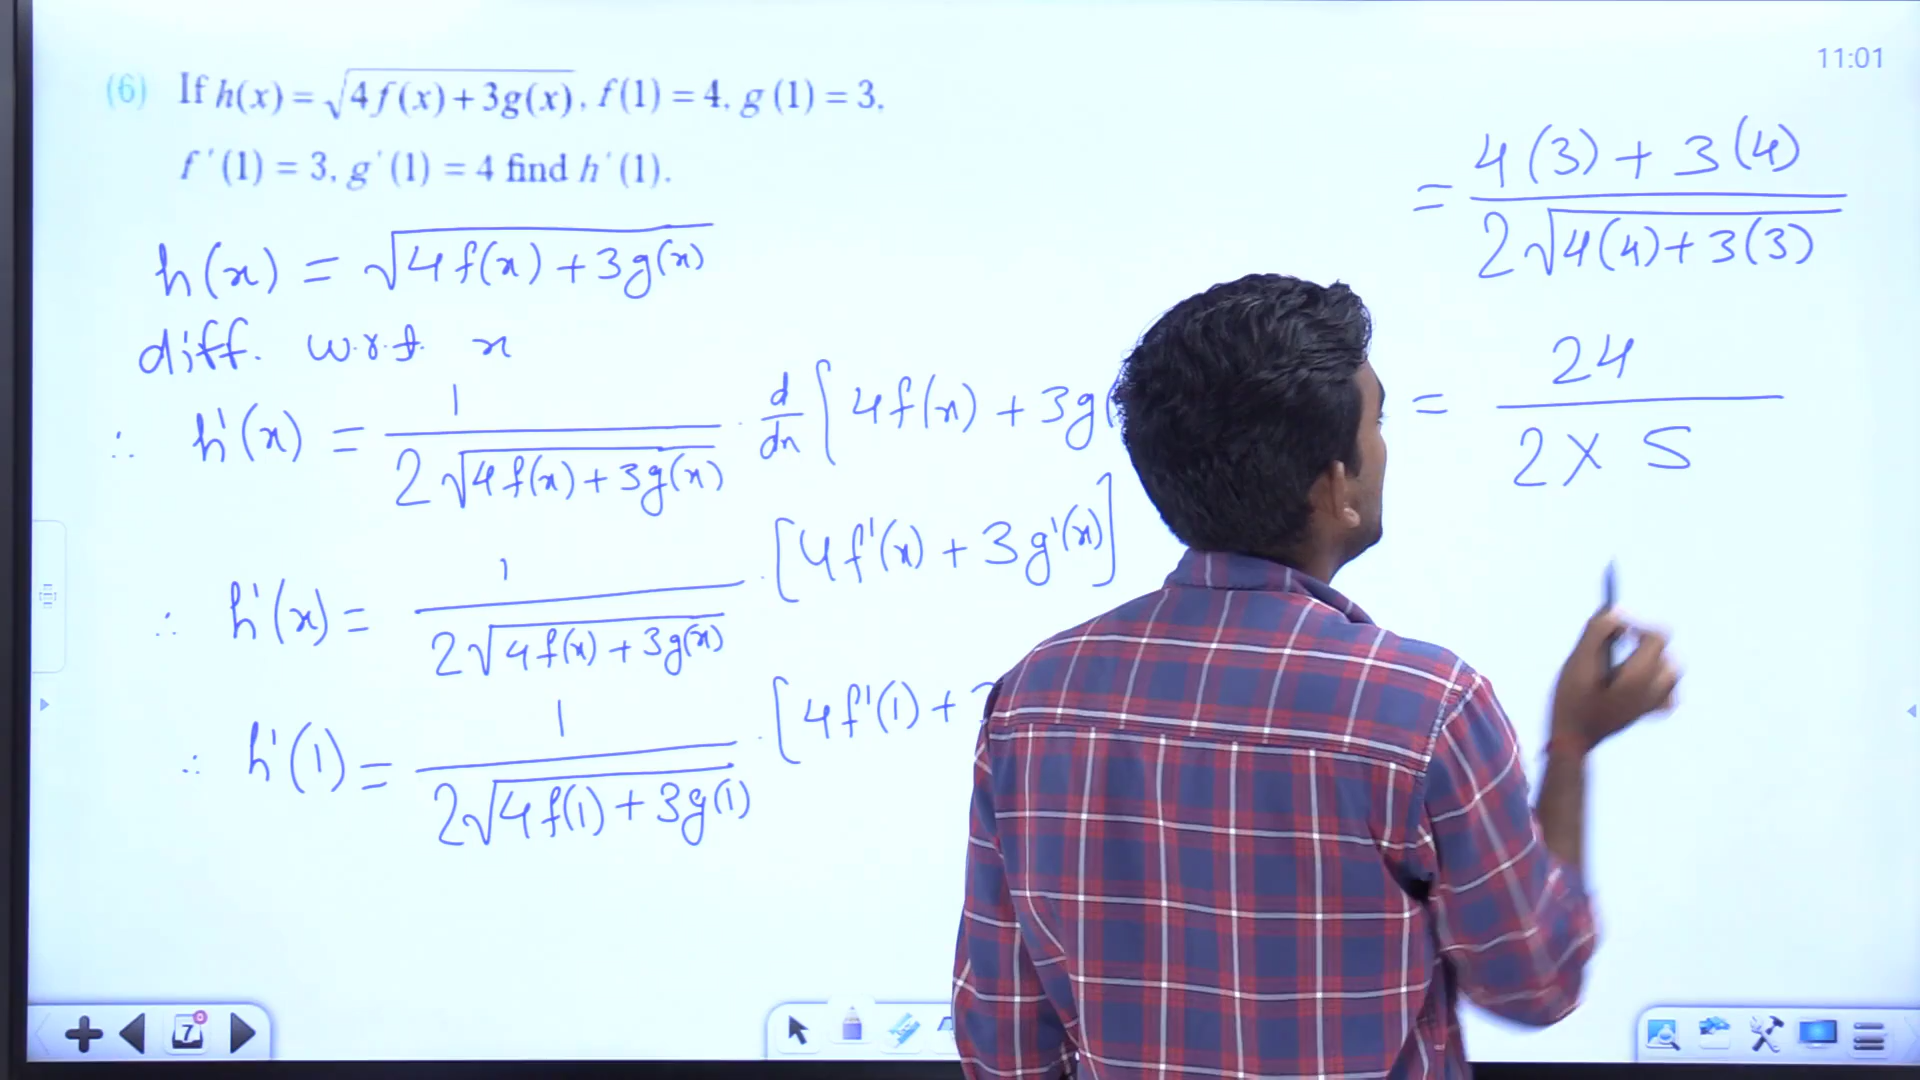 11:01
(6) If h(x) = √4f(x)+3g(x), f(1) = 4, g(1) = 3,
f′(1) = 3, g′(1) = 4 find h′(1).
h(x) = √4f(x)+3g(x)
diff. w.r.t. x
∴ h'(x) = 1 / 2√4f(x)+3g(x) · d/dx [4f(x) + 3g(
∴ h'(x) = 1 / 2√4f(x)+3g(x) · [4f'(x) + 3g'(x)]
∴ h'(1) = 1 / 2√4f(1)+3g(1) · [4f'(1) +
= 4(3)+3(4) / 2√4(4)+3(3)
= 24 / 2×5
7